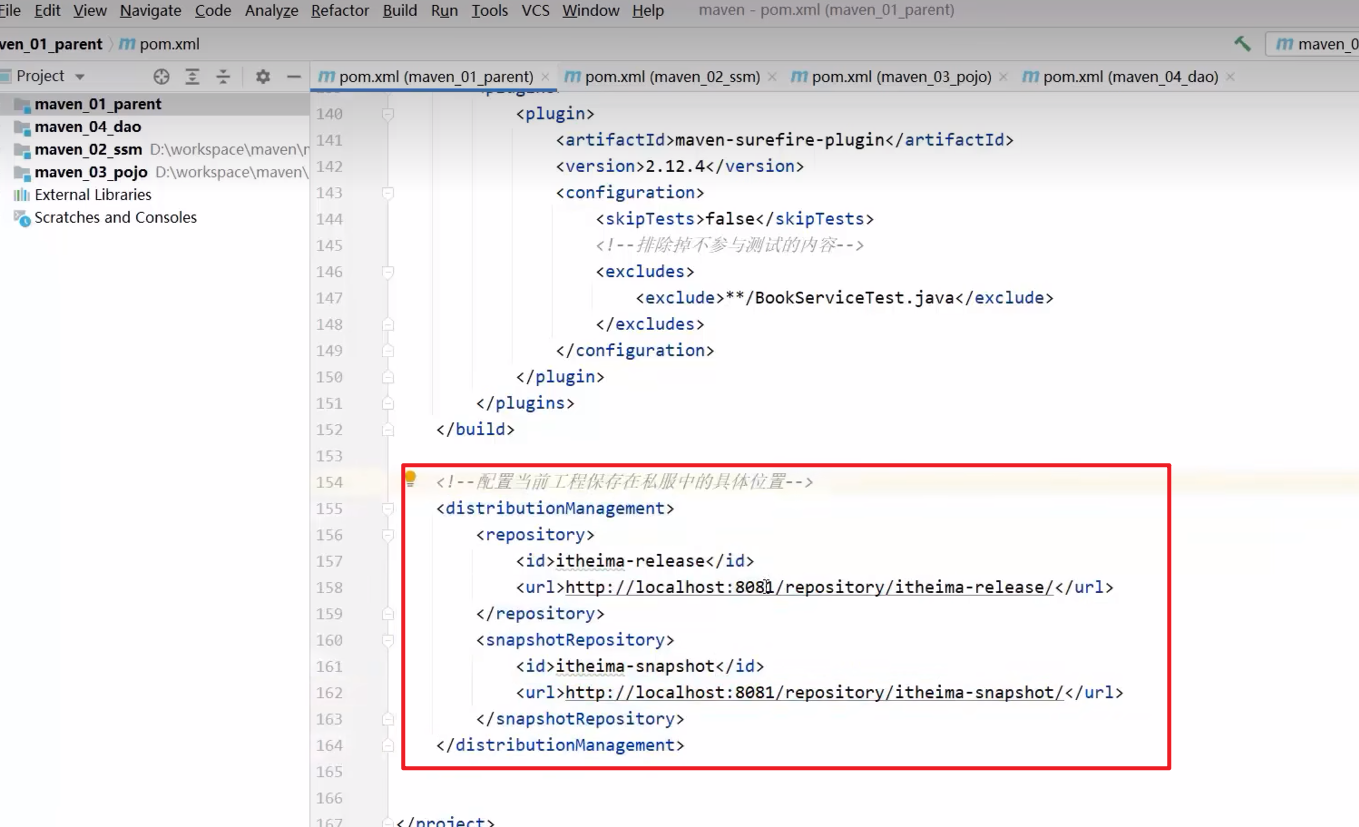 File Edit View Navigate Code Analyze Refactor Build Run Tools VCS Window Help maven - pom.xml (maven_01_parent)
ven_01_parent m pom.xml m maven_0
Project m pom.xml (maven_01_parent) × m pom.xml (maven_02_ssm) × m pom.xml (maven_03_pojo) × m pom.xml (maven_04_dao) ×
maven_01_parent
maven_04_dao
maven_02_ssm D:\workspace\maven\
maven_03_pojo D:\workspace\maven\
External Libraries
Scratches and Consoles
140 <plugin>
141 <artifactId>maven-surefire-plugin</artifactId>
142 <version>2.12.4</version>
143 <configuration>
144 <skipTests>false</skipTests>
145 <!--排除掉不参与测试的内容-->
146 <excludes>
147 <exclude>**/BookServiceTest.java</exclude>
148 </excludes>
149 </configuration>
150 </plugin>
151 </plugins>
152 </build>
153
154 <!--配置当前工程保存在私服中的具体位置-->
155 <distributionManagement>
156 <repository>
157 <id>itheima-release</id>
158 <url>http://localhost:8081/repository/itheima-release/</url>
159 </repository>
160 <snapshotRepository>
161 <id>itheima-snapshot</id>
162 <url>http://localhost:8081/repository/itheima-snapshot/</url>
163 </snapshotRepository>
164 </distributionManagement>
165
166
167 </project>